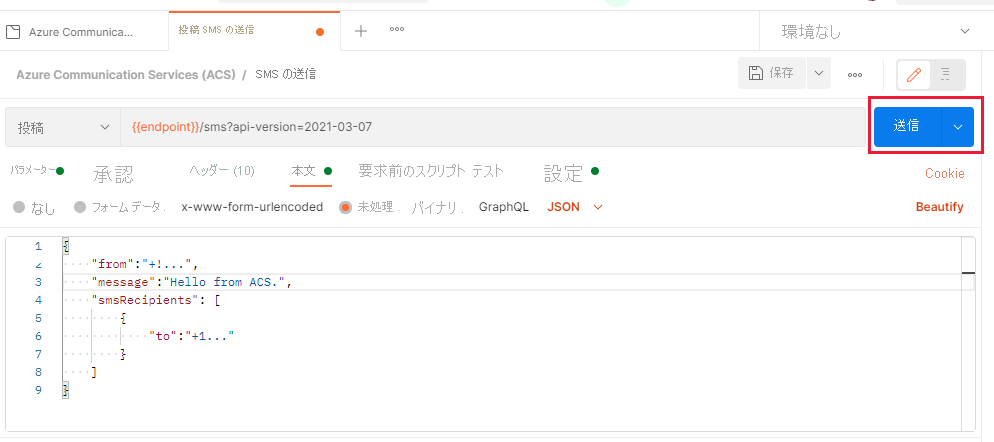 Azure Communica... 投稿 SMS の送信 環境なし
Azure Communication Services (ACS) / SMS の送信 保存
投稿 {{endpoint}}/sms?api-version=2021-03-07 送信
パラメーター 承認 ヘッダー (10) 本文 要求前のスクリプト テスト 設定 Cookie
なし フォーム データ. x-www-form-urlencoded 未処理. バイナリ. GraphQL JSON Beautify
1 {
2 "from":"+!...",
3 "message":"Hello from ACS.",
4 "smsRecipients": [
5 {
6 "to":"+1..."
7 }
8 ]
9 }